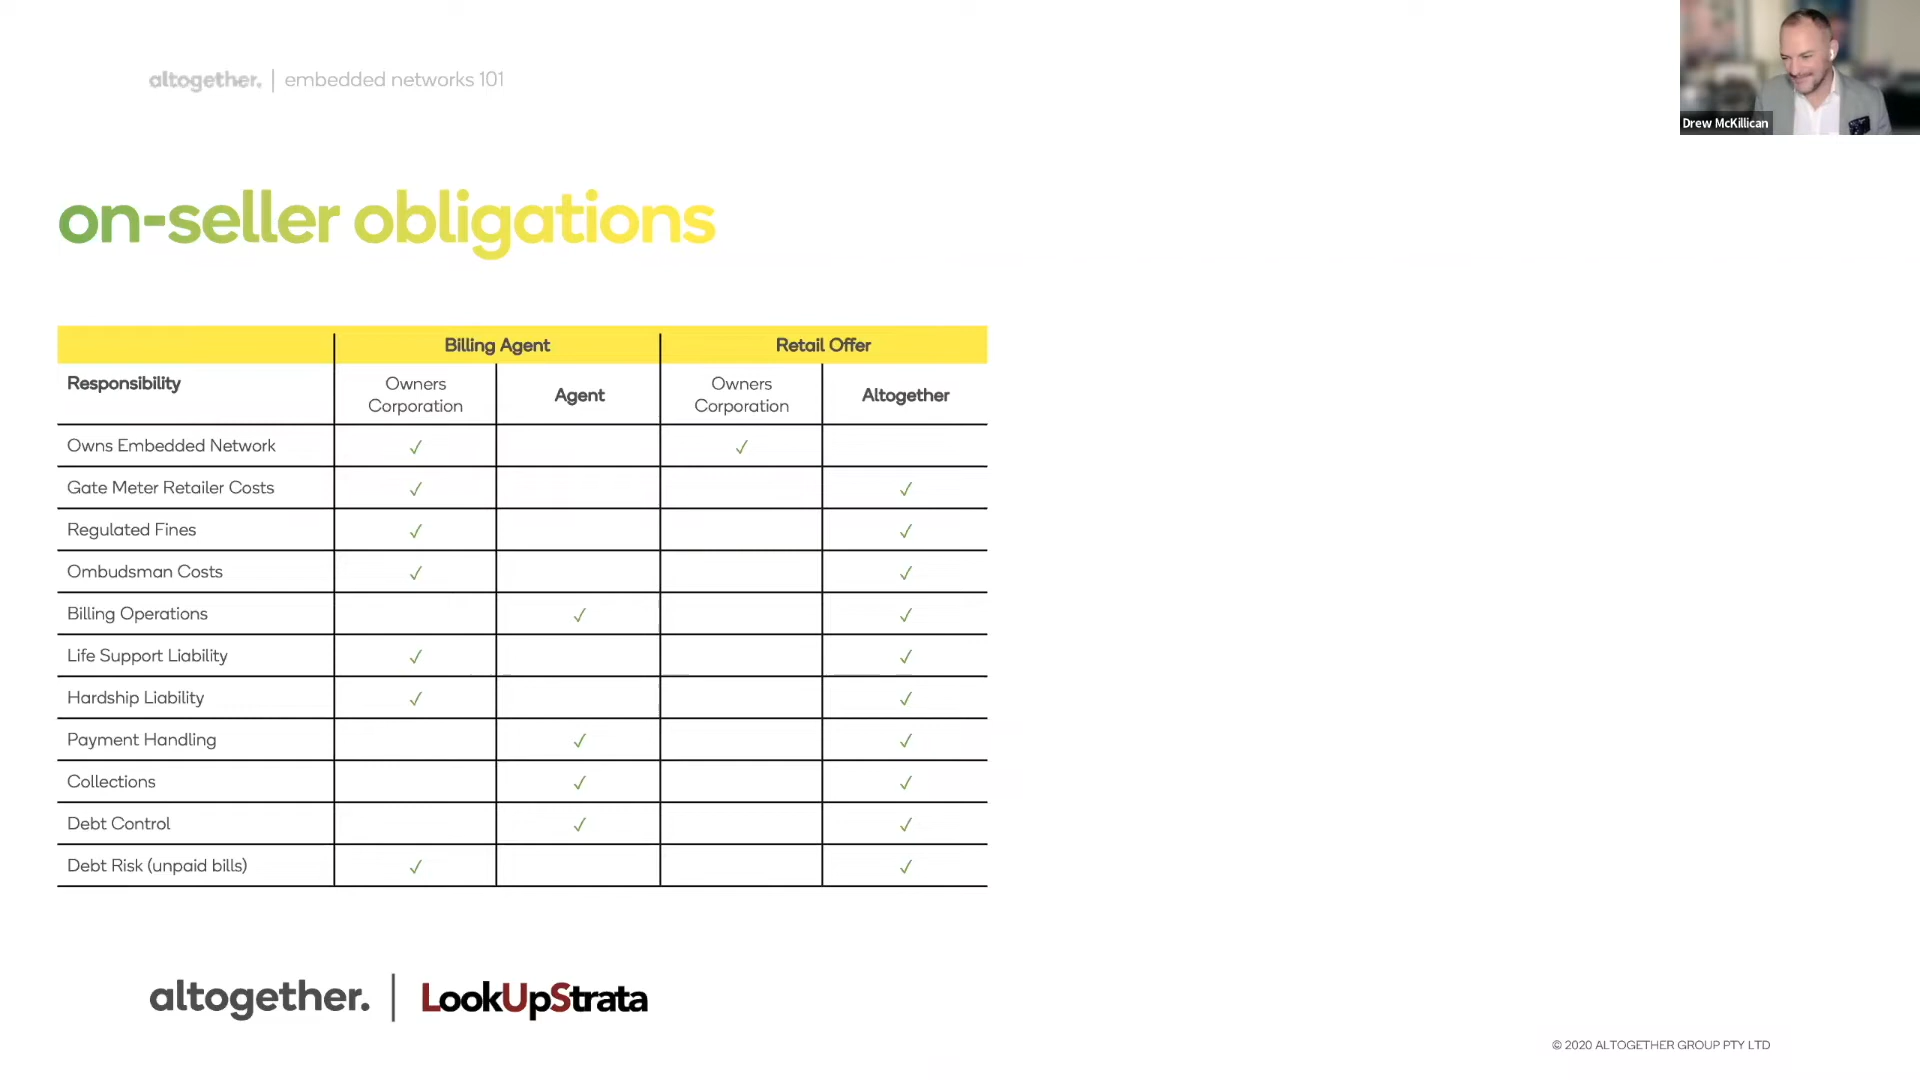 altogether. | embedded networks 101
Drew McKillican
on-seller obligations
Billing Agent Retail Offer
Responsibility Owners Corporation Agent Owners Corporation Altogether
Owns Embedded Network ✓ ✓
Gate Meter Retailer Costs ✓ ✓
Regulated Fines ✓ ✓
Ombudsman Costs ✓ ✓
Billing Operations ✓ ✓
Life Support Liability ✓ ✓
Hardship Liability ✓ ✓
Payment Handling ✓ ✓
Collections ✓ ✓
Debt Control ✓ ✓
Debt Risk (unpaid bills) ✓ ✓
altogether. | LookUpStrata
© 2020 ALTOGETHER GROUP PTY LTD